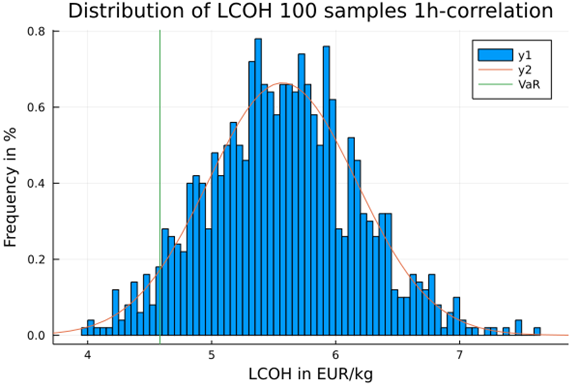 Distribution of LCOH 100 samples 1h-correlation
Frequency in %
0.8
0.6
0.4
0.2
0.0
y1
y2
VaR
4
5
6
7
LCOH in EUR/kg